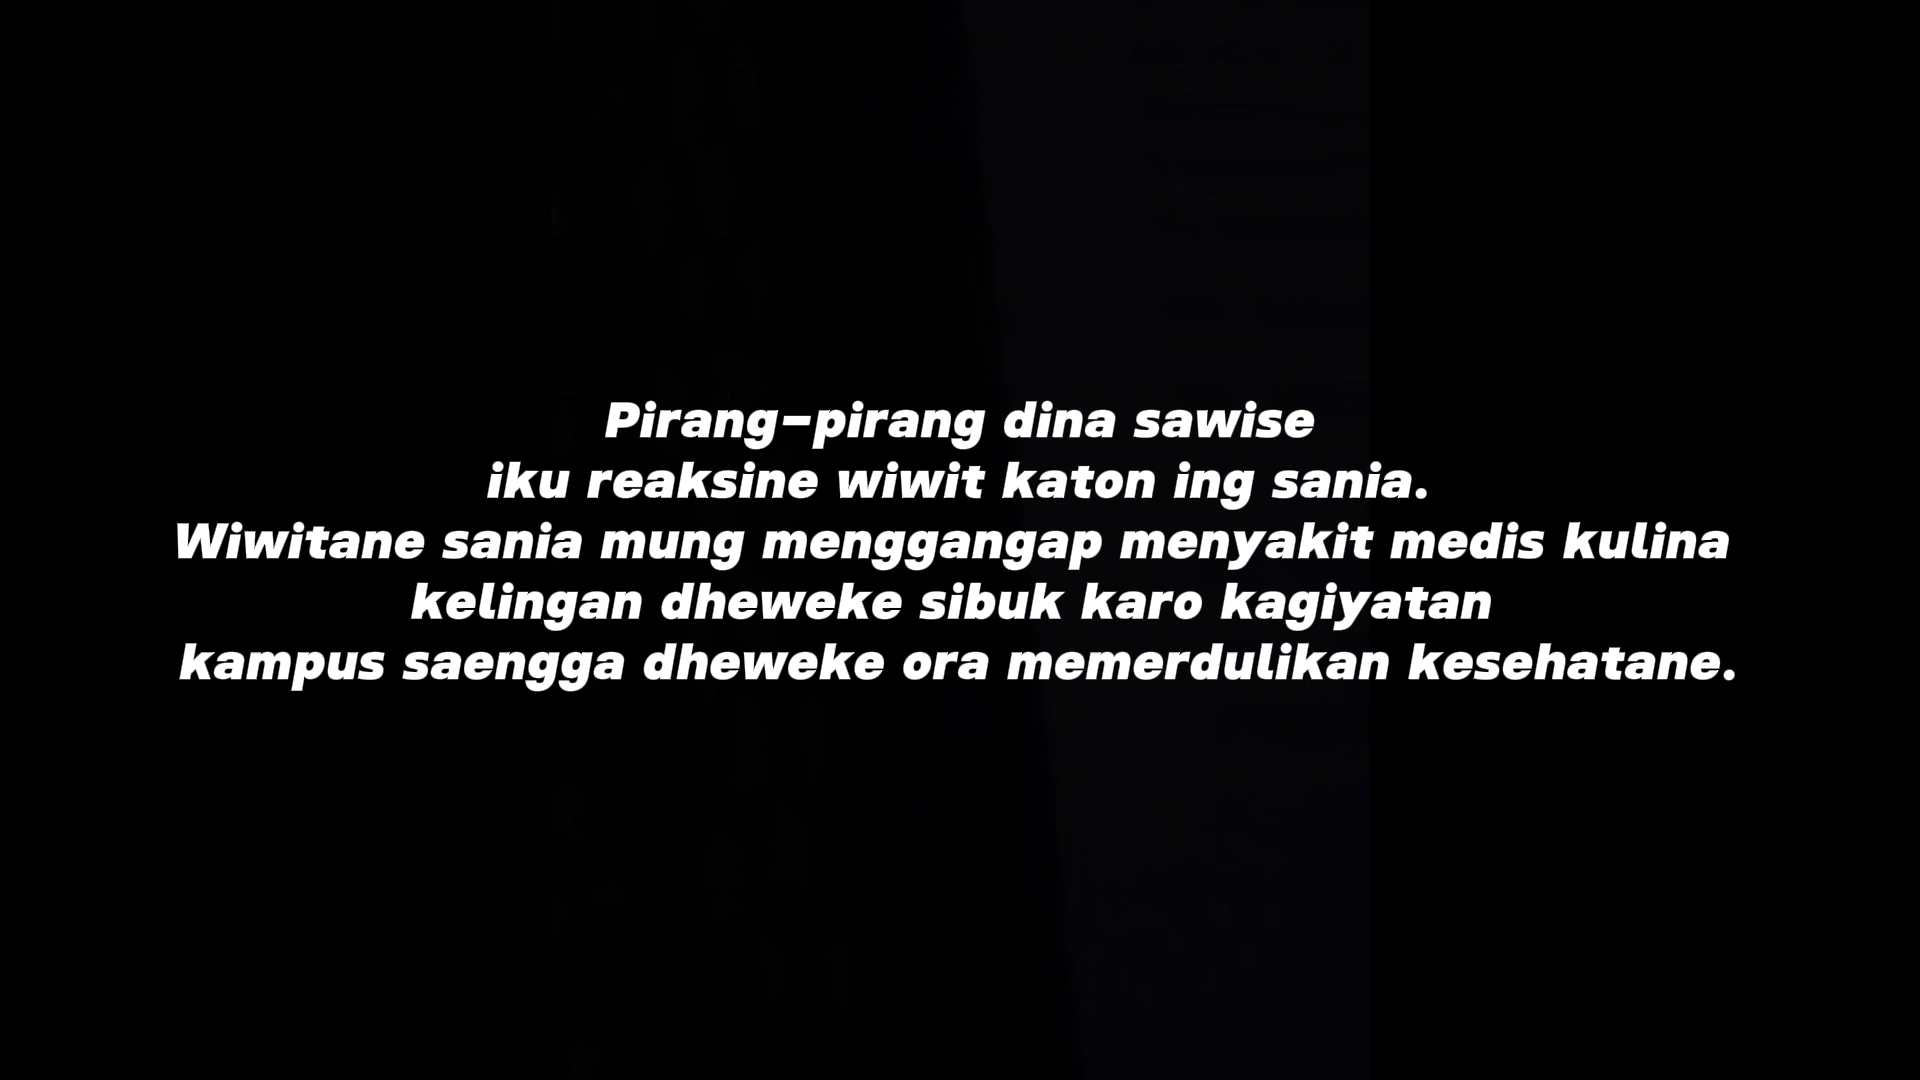 Pirang-pirang dina sawise
iku reaksine wiwit katon ing sania.
Wiwitane sania mung menggangap menyakit medis kulina
kelingan dheweke sibuk karo kagiyatan
kampus saengga dheweke ora memerdulikan kesehatane.